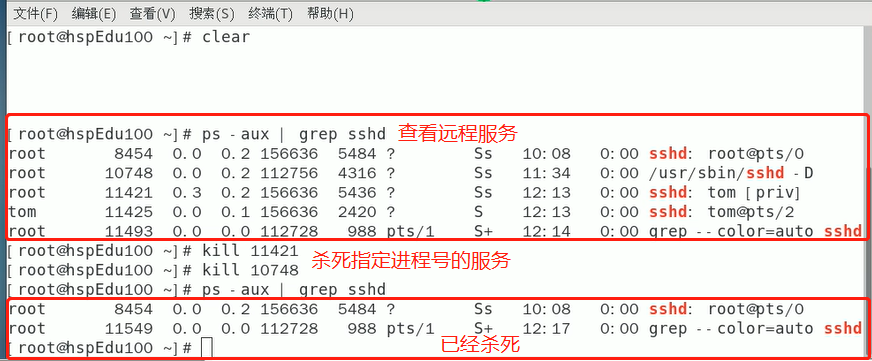 文件(F) 编辑(E) 查看(V) 搜索(S) 终端(T) 帮助(H)
[root@hspEdu100 ~]# clear
[root@hspEdu100 ~]# ps -aux | grep sshd 查看远程服务
root 8454 0.0 0.2 156636 5484 ? Ss 10:08 0:00 sshd: root@pts/0
root 10748 0.0 0.2 112756 4316 ? Ss 11:34 0:00 /usr/sbin/sshd -D
root 11421 0.3 0.2 156636 5436 ? Ss 12:13 0:00 sshd: tom [priv]
tom 11425 0.0 0.1 156636 2420 ? S 12:13 0:00 sshd: tom@pts/2
root 11493 0.0 0.0 112728 988 pts/1 S+ 12:14 0:00 grep --color=auto sshd
[root@hspEdu100 ~]# kill 11421
杀死指定进程号的服务
[root@hspEdu100 ~]# kill 10748
[root@hspEdu100 ~]# ps -aux | grep sshd
root 8454 0.0 0.2 156636 5484 ? Ss 10:08 0:00 sshd: root@pts/0
root 11549 0.0 0.0 112728 988 pts/1 S+ 12:17 0:00 grep --color=auto sshd
[root@hspEdu100 ~]# 已经杀死